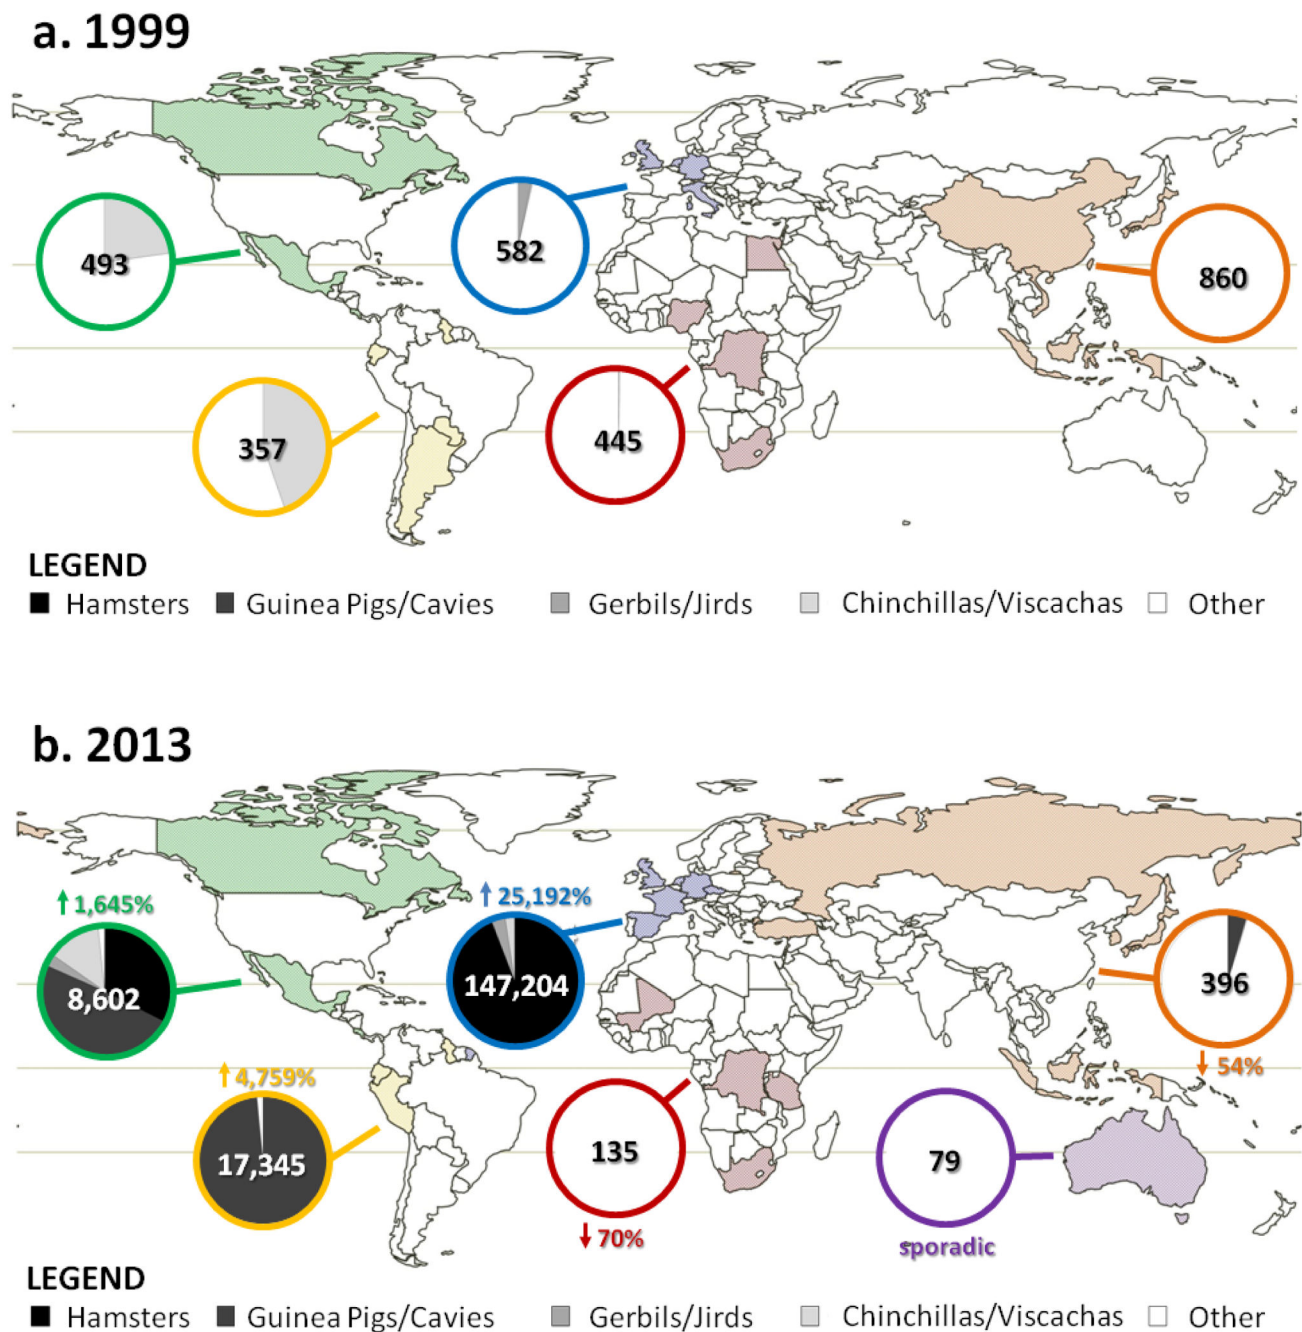 a. 1999
493
582
860
357
445
LEGEND
Hamsters Guinea Pigs/Cavies Gerbils/Jirds Chinchillas/Viscachas Other
b. 2013
↑ 1,645%
↑ 25,192%
8,602
147,204
396
↓ 54%
↑ 4,759%
17,345
135
79
↓ 70%
sporadic
LEGEND
Hamsters Guinea Pigs/Cavies Gerbils/Jirds Chinchillas/Viscachas Other